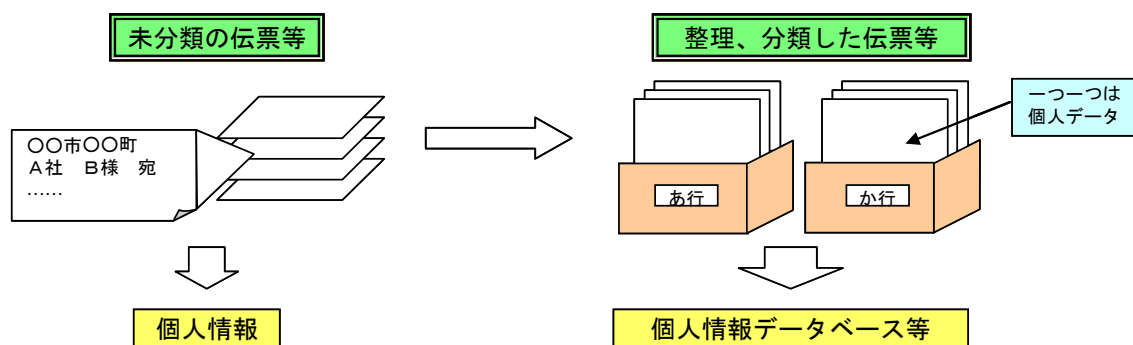 未分類の伝票等
整理、分類した伝票等
一つ一つは
個人データ
〇〇市〇〇町
A社 B様 宛
……
あ行
か行
個人情報
個人情報データベース等